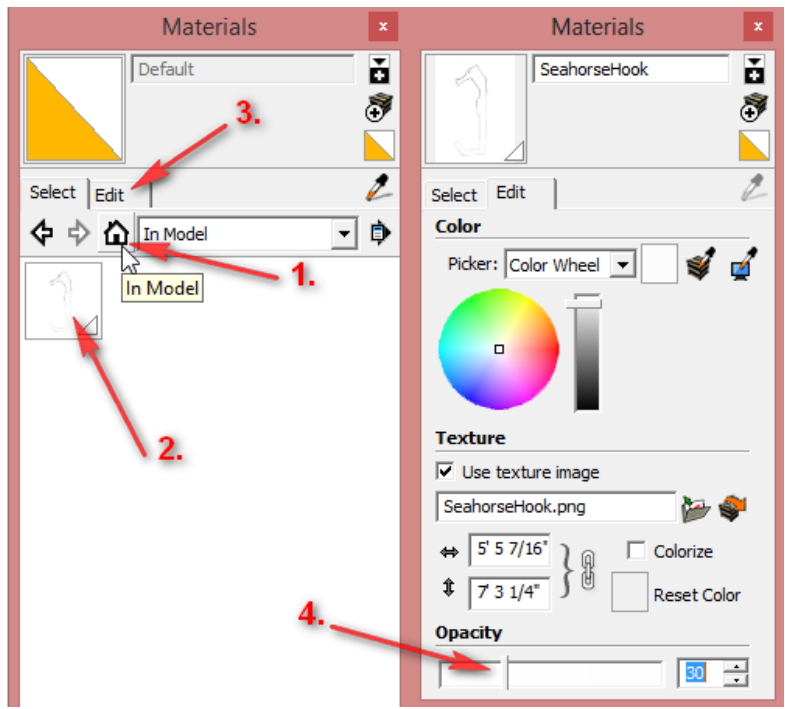 Materials
x
Default
3.
Select
Edit
In Model
1.
In Model
2.
Materials
x
SeahorseHook
Select
Edit
Color
Picker: Color Wheel
Texture
Use texture image
SeahorseHook.png
5' 5 7/16"
Colorize
7' 3 1/4"
Reset Color
4.
Opacity
30